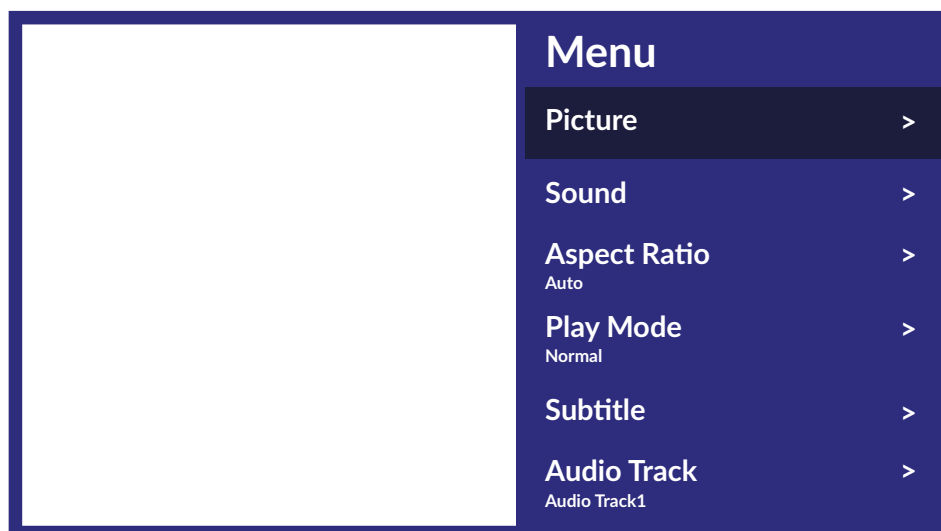 Menu
Picture >
Sound >
Aspect Ratio >
Auto
Play Mode >
Normal
Subtitle >
Audio Track >
Audio Track1